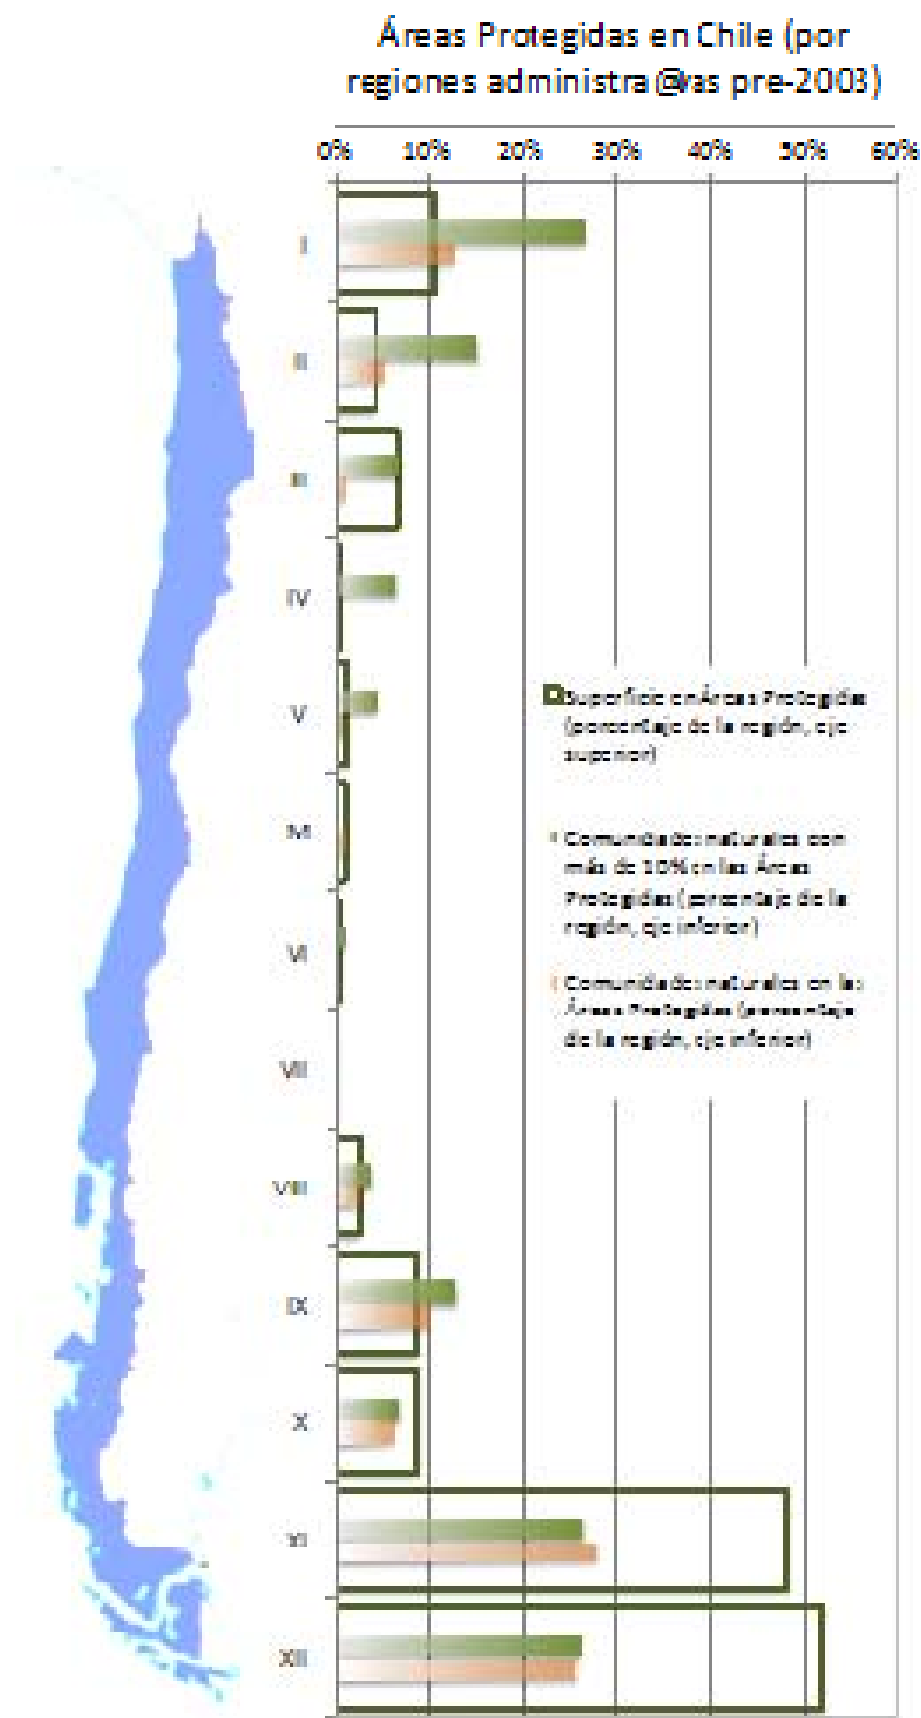 Áreas Protegidas en Chile (por
regiones administra@vas pre-2003)
0% 10% 20% 30% 40% 50% 60%
I
II
III
IV
V
M
VI
VII
VIII
IX
X
XI
XII
Superficie en Áreas Protegidas
(porcentaje de la región, eje
superior)
Comunidades naturales con
más de 10% en las Áreas
Protegidas (porcentaje de la
región, eje inferior)
Comunidades naturales en las
Áreas Protegidas (porcentaje
de la región, eje inferior)